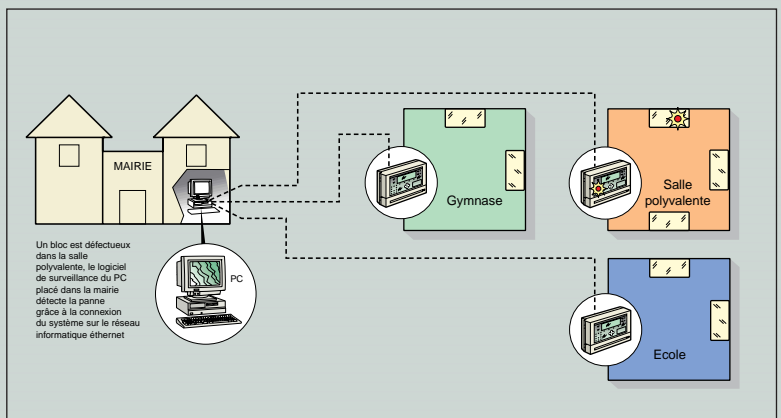 MAIRIE
Gymnase
Salle
polyvalente
Un bloc est défectueux
dans la salle
polyvalente, le logiciel
de surveillance du PC
placé dans la mairie
détecte la panne
grâce à la connexion
du système sur le réseau
informatique éthernet
PC
Ecole